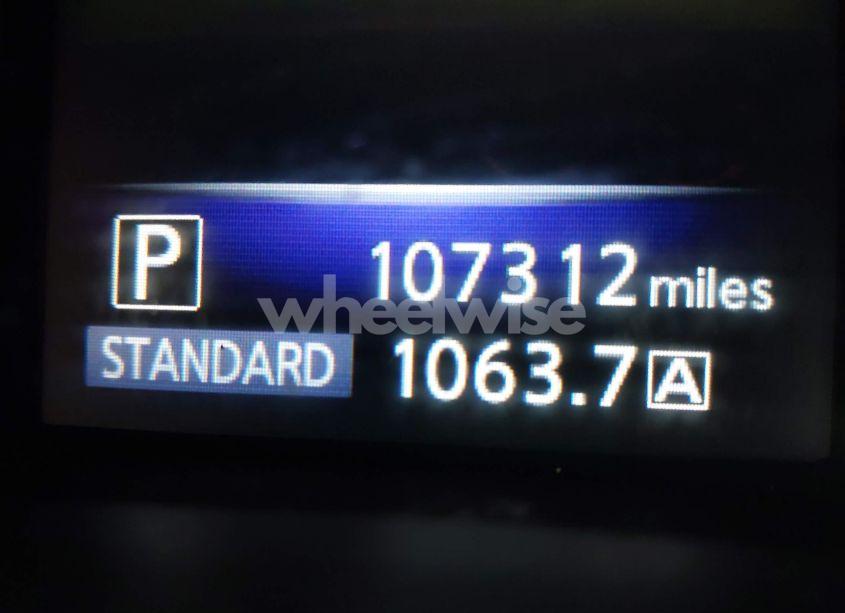 P 107312 miles
wheelwise
STANDARD 1063.7 A